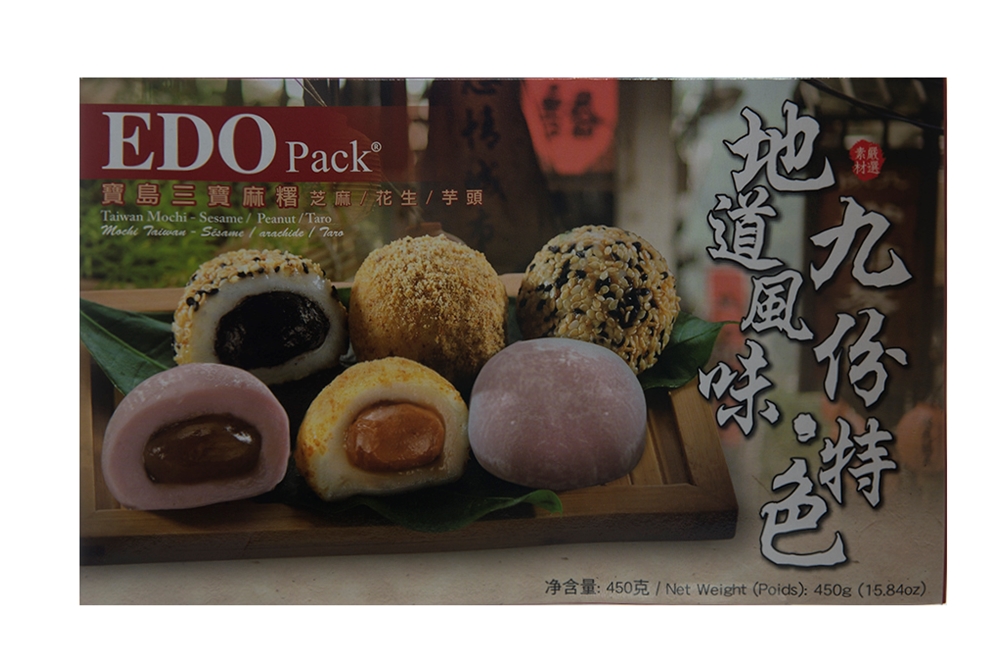 EDO Pack®
寶島三寶麻糬 芝麻/花生/芋頭
Taiwan Mochi - Sesame / Peanut /Taro
Mochi Taiwan - Sésame / arachide / Taro
嚴選
素材
九份特色
地道風味·
净含量: 450克 / Net Weight (Poids): 450g (15.84oz)